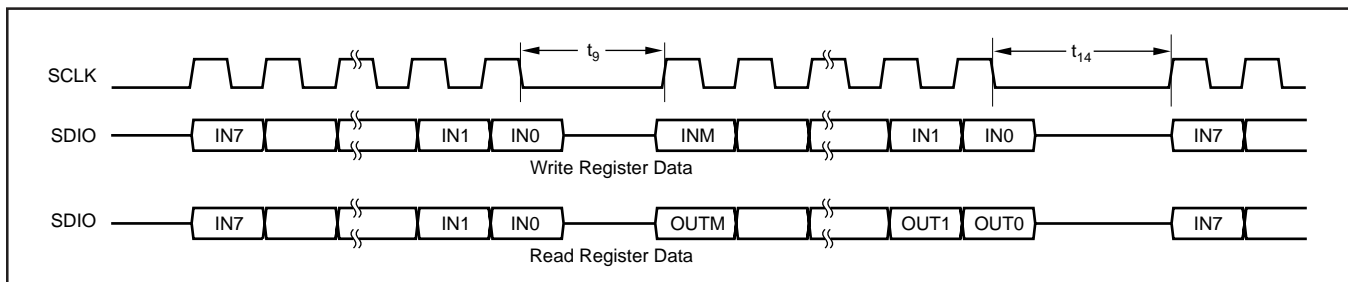 t9 t14
SCLK
SDIO IN7 IN1 IN0 INM IN1 IN0 IN7
Write Register Data
SDIO IN7 IN1 IN0 OUTM OUT1 OUT0 IN7
Read Register Data